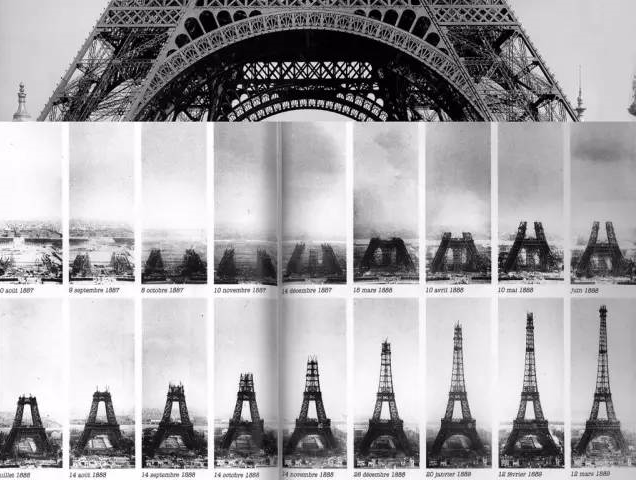 0 août 1887
9 septembre 1887
8 octobre 1887
10 novembre 1887
14 décembre 1887
18 mars 1888
10 avril 1888
10 mai 1888
juin 1888
uillet 1888
14 août 1888
14 septembre 1888
14 octobre 1888
14 novembre 1888
26 décembre 1888
20 janvier 1889
12 février 1889
12 mars 1889